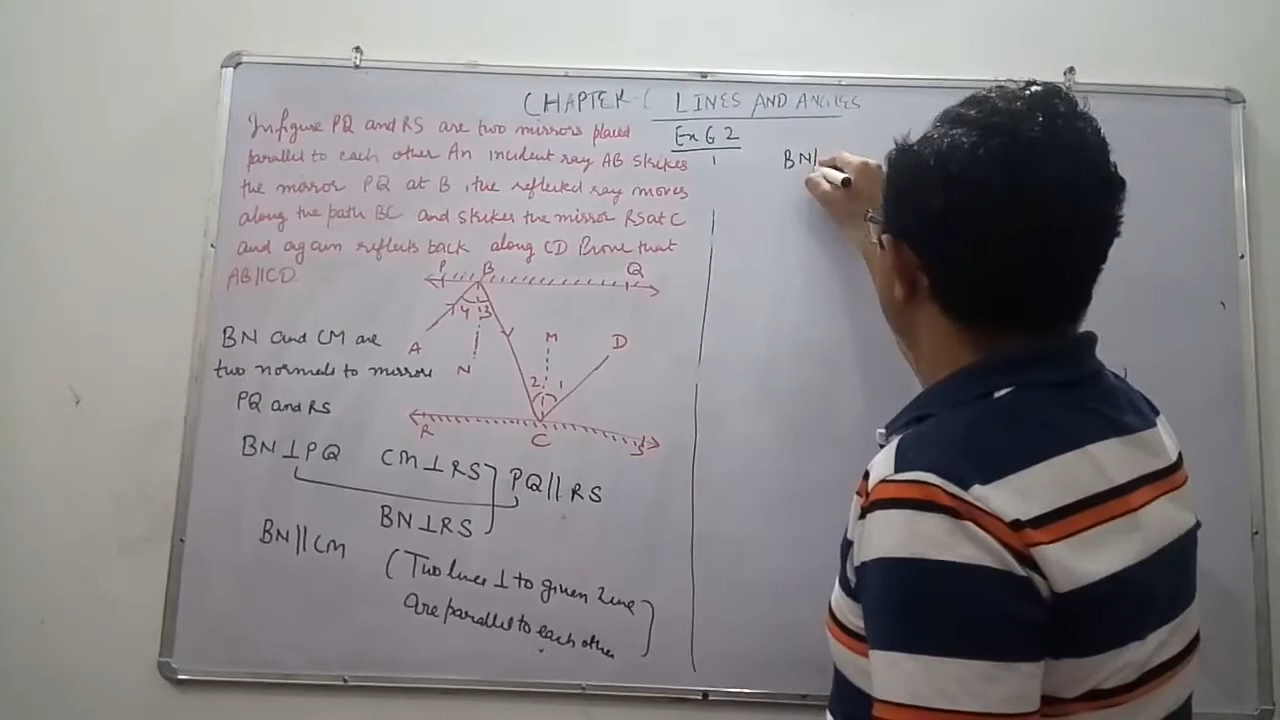 CHAPTER-6 LINES AND ANGLES
Ex 6 2
In figure PQ and RS are two mirrors placed
parallel to each other An incident ray AB strikes
the mirror PQ at B, the reflected ray moves
along the path BC and strikes the mirror RS at C
and again reflects back along CD Prove that
AB||CD.
P B Q
4 3
A N M D
2 1
R C S
BN and CM are
two normals to mirrors
PQ and RS
BN⊥PQ CM⊥RS PQ||RS
BN⊥RS
BN||CM
(Two lines ⊥ to given line
are parallel to each other
BN/